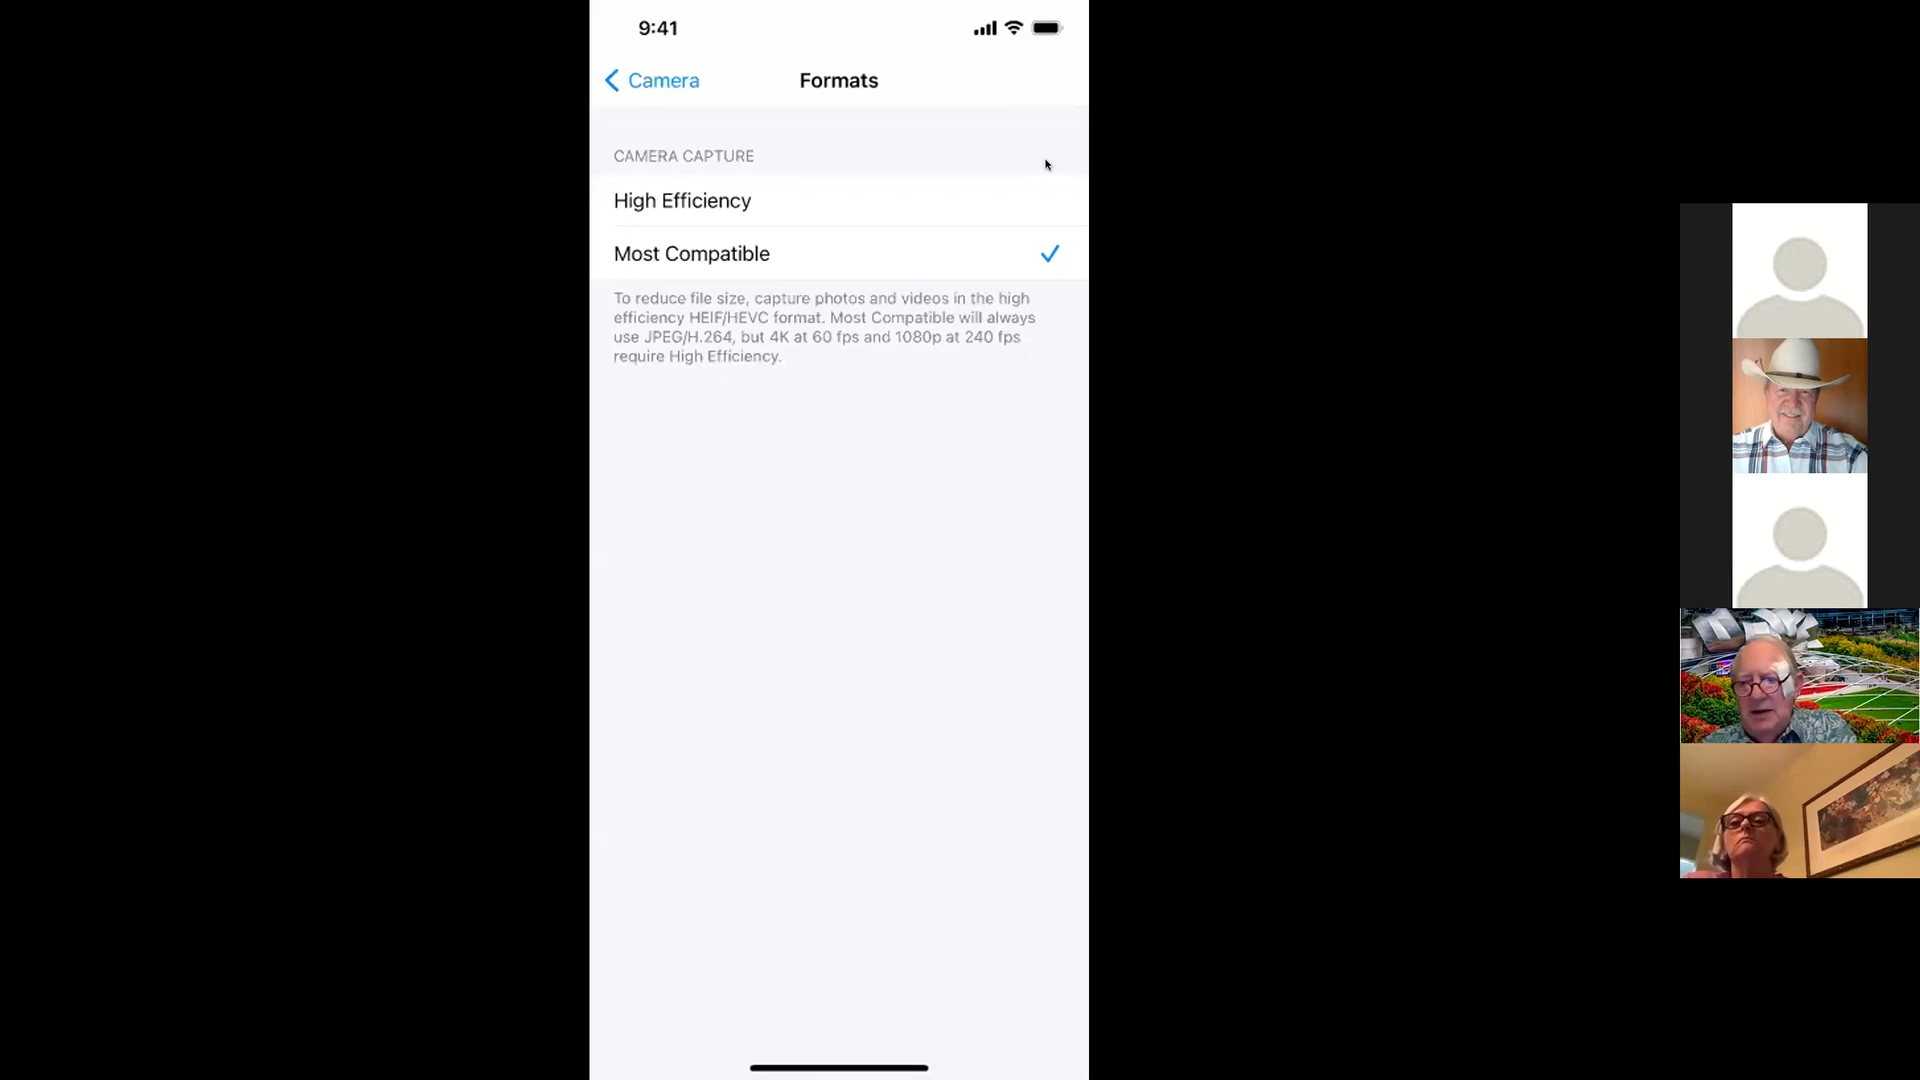 9:41
Camera
Formats
CAMERA CAPTURE
High Efficiency
Most Compatible
To reduce file size, capture photos and videos in the high
efficiency HEIF/HEVC format. Most Compatible will always
use JPEG/H.264, but 4K at 60 fps and 1080p at 240 fps
require High Efficiency.